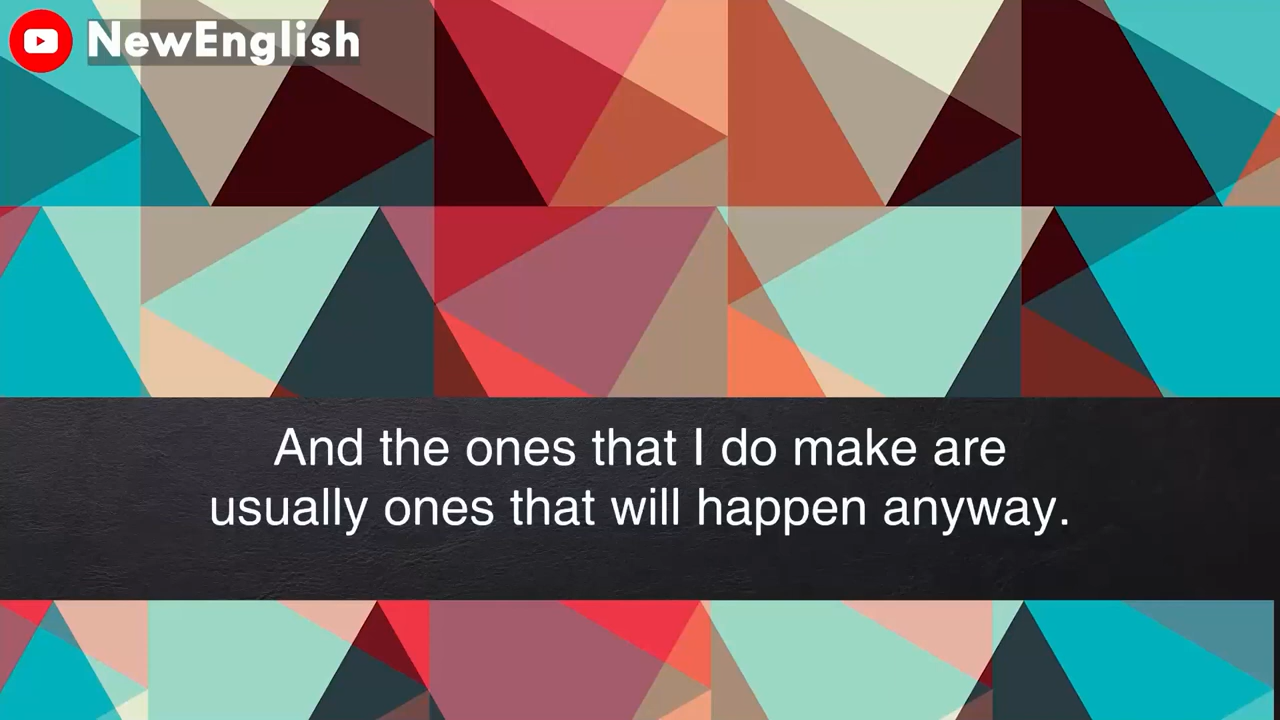 NewEnglish
And the ones that I do make are
usually ones that will happen anyway.